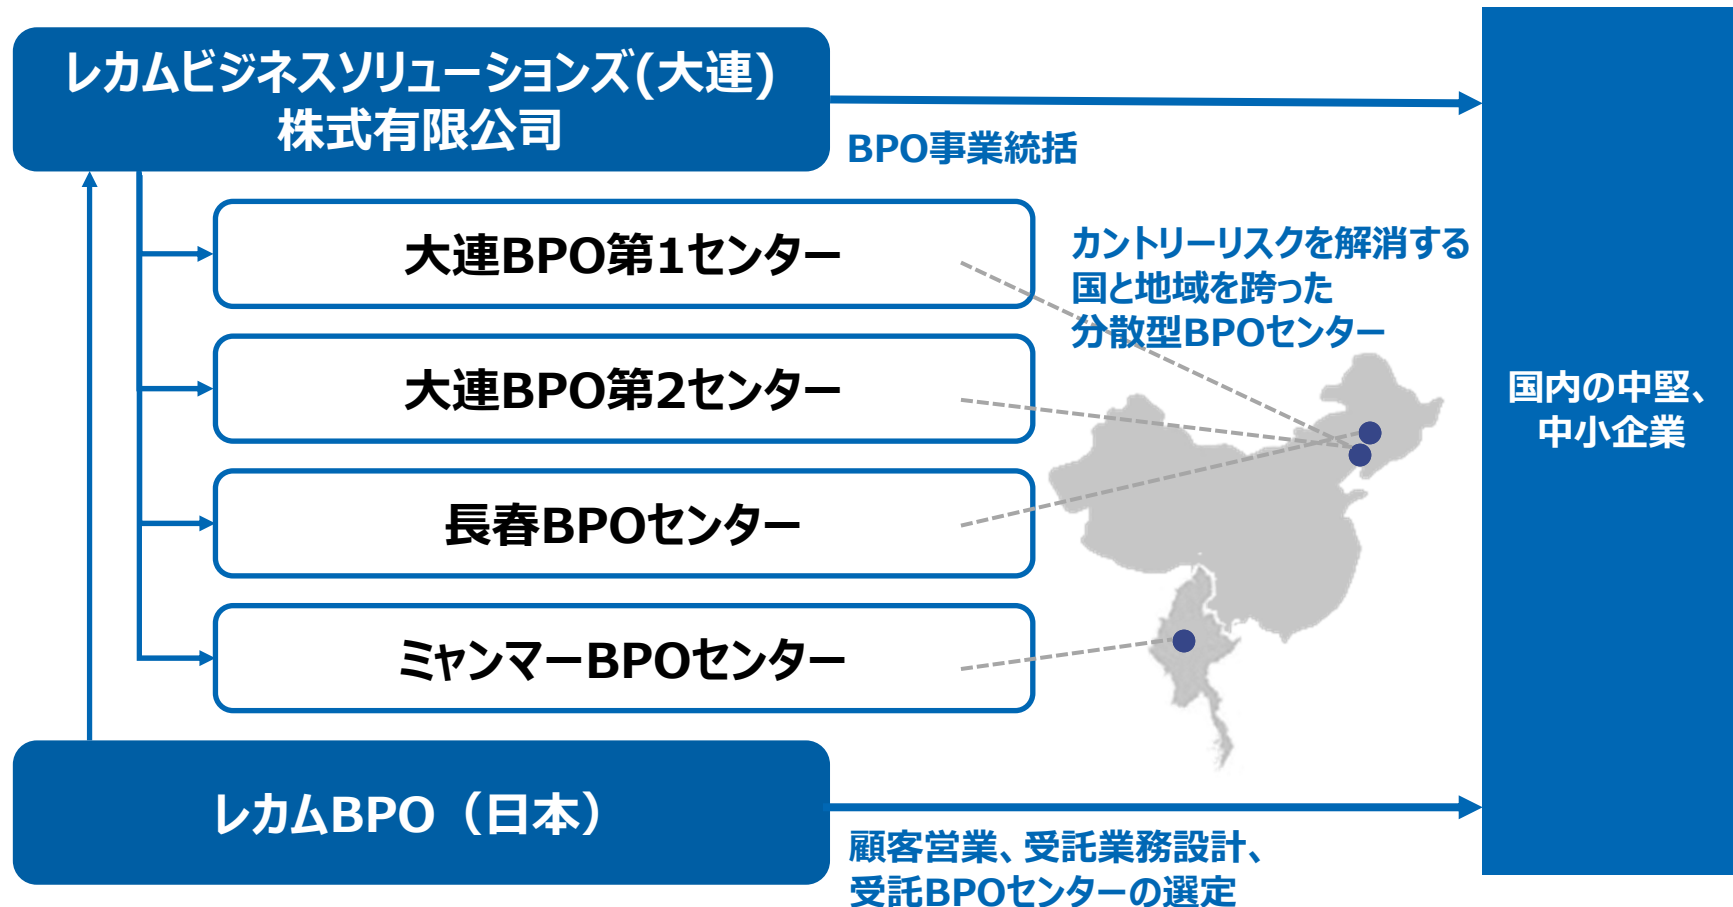 レカムビジネスソリューションズ(大連)
株式有限公司
BPO事業統括
大連BPO第1センター
カントリーリスクを解消する
国と地域を跨った
分散型BPOセンター
大連BPO第2センター
国内の中堅、
中小企業
長春BPOセンター
ミャンマーBPOセンター
レカムBPO（日本）
顧客営業、受託業務設計、
受託BPOセンターの選定